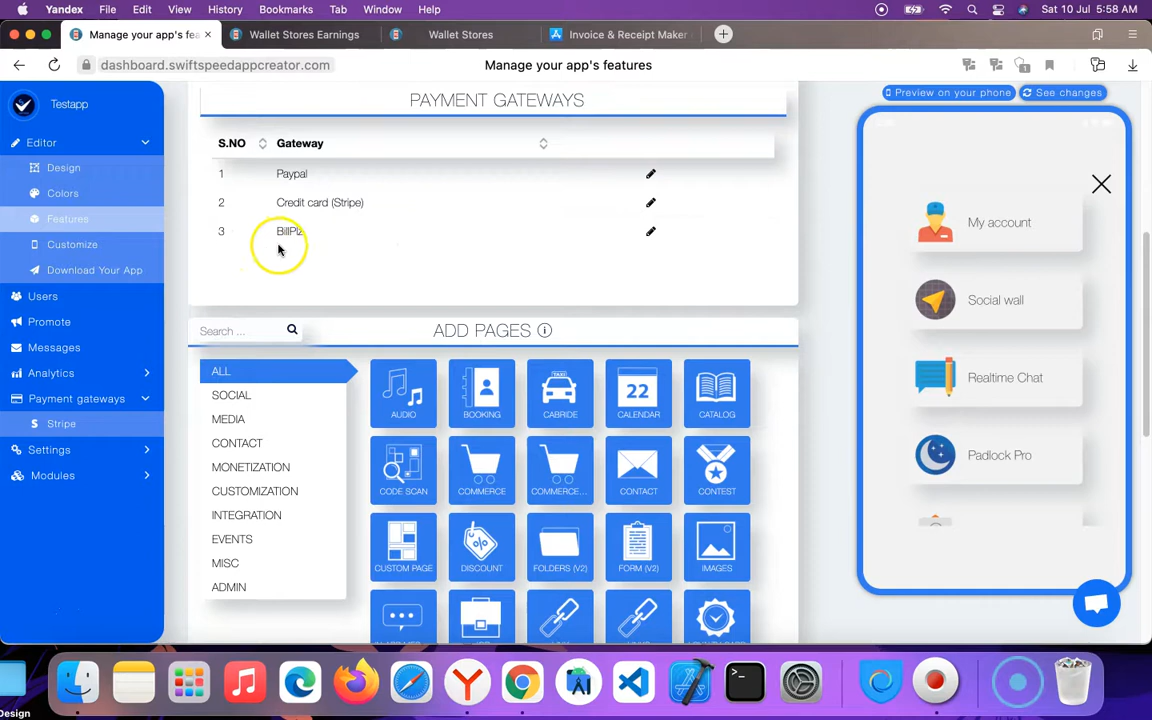 Yandex File Edit View History Bookmarks Tab Window Help Sat 10 Jul 5:58 AM
Manage your app's fea Wallet Stores Earnings Wallet Stores Invoice & Receipt Maker
dashboard.swiftspeedappcreator.com Manage your app's features
Testapp
Editor
Design
Colors
Features
Customize
Download Your App
Users
Promote
Messages
Analytics
Payment gateways
Stripe
Settings
Modules
PAYMENT GATEWAYS
S.NO Gateway
1 Paypal
2 Credit card (Stripe)
3 BillPlz
Search ... ADD PAGES
ALL
SOCIAL
MEDIA
CONTACT
MONETIZATION
CUSTOMIZATION
INTEGRATION
EVENTS
MISC
ADMIN
AUDIO BOOKING CABRIDE CALENDAR CATALOG
CODE SCAN COMMERCE COMMERCE... CONTACT CONTEST
CUSTOM PAGE DISCOUNT FOLDERS (V2) FORM (V2) IMAGES
Preview on your phone See changes
My account
Social wall
Realtime Chat
Padlock Pro
Design